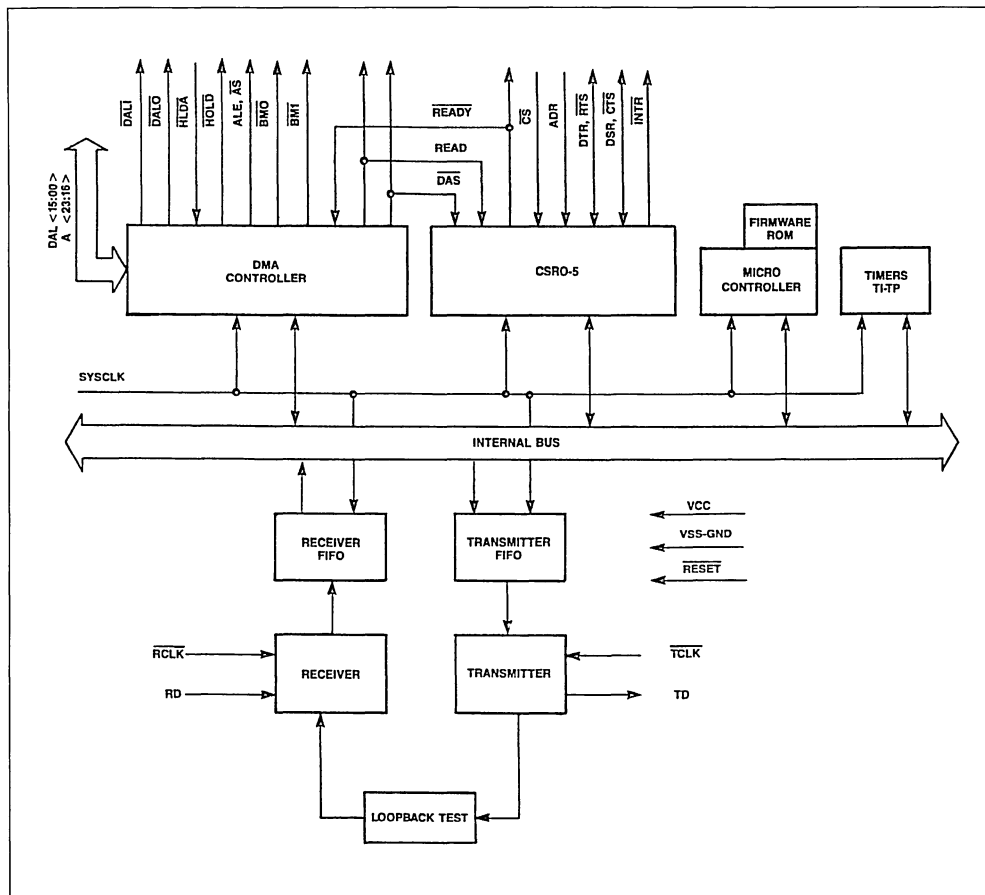 DALI
DALO
HLDA
HOLD
ALE, AS
BMO
BM1
READY
READ
DAS
CS
ADR
DTR, RTS
DSR, CTS
INTR
DAL <15:00>
A <23:16>
DMA
CONTROLLER
CSRO-5
FIRMWARE
ROM
MICRO
CONTROLLER
TIMERS
TI-TP
SYSCLK
INTERNAL BUS
RECEIVER
FIFO
TRANSMITTER
FIFO
VCC
VSS-GND
RESET
RCLK
RD
RECEIVER
TRANSMITTER
TCLK
TD
LOOPBACK TEST